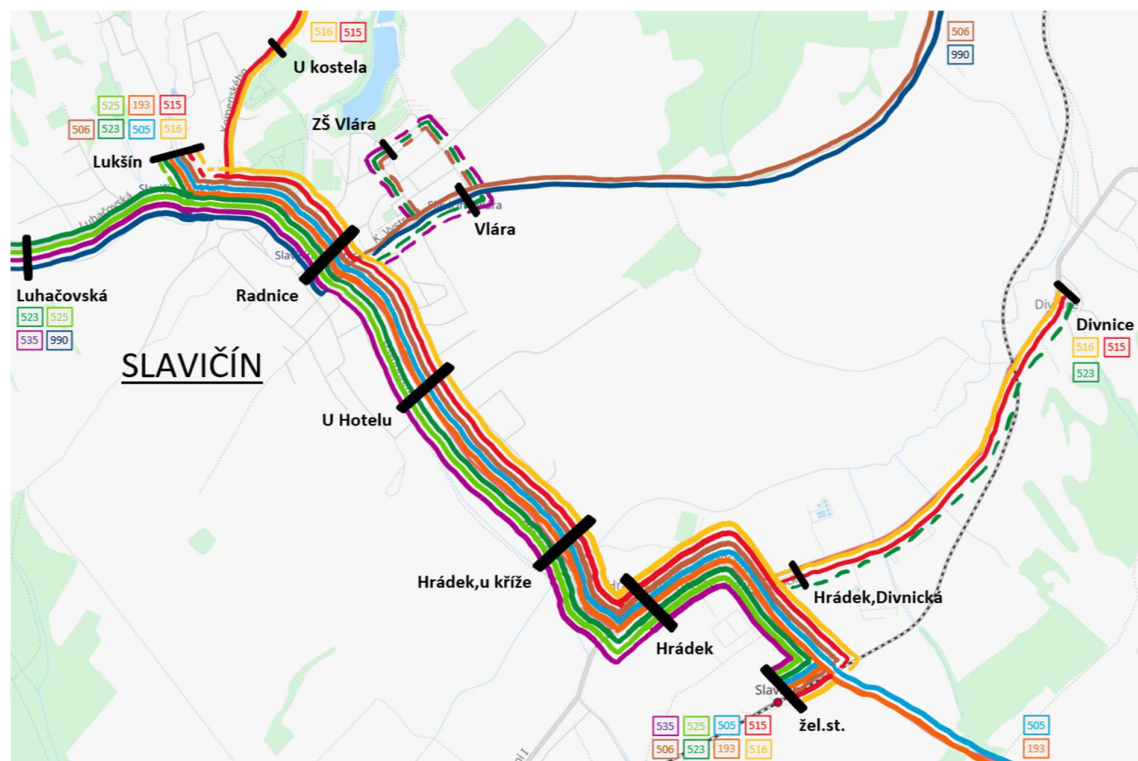 516 515
U kostela
506
990
525 193 515
506 523 505 516
Lukšín
ZŠ Vlára
Vlára
Luhačovská
Radnice
Luhačovská
523 525
535 990
SLAVIČÍN
Divnice
516 515
523
U Hotelu
Hrádek,u kříže
Hrádek,Divnická
Hrádek
žel.st.
535 525 505 515
506 523 193 516
505
193